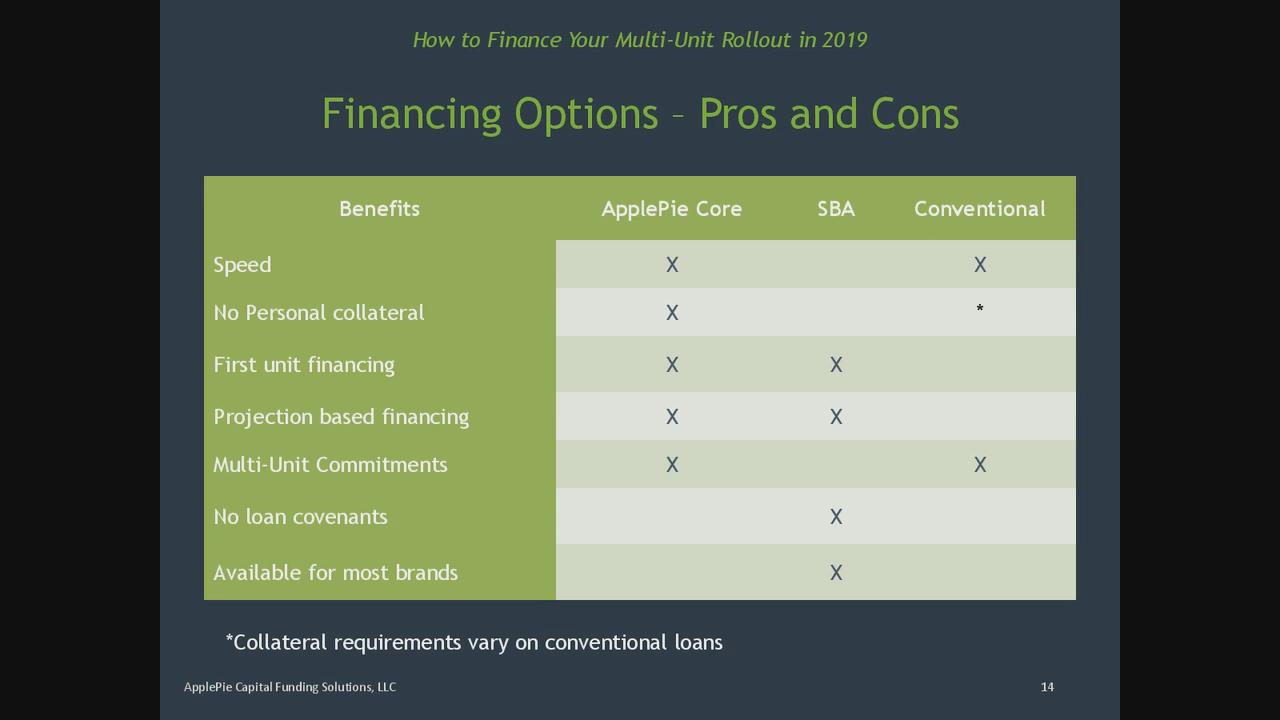 How to Finance Your Multi-Unit Rollout in 2019
Financing Options – Pros and Cons
Benefits ApplePie Core SBA Conventional
Speed X X
No Personal collateral X *
First unit financing X X
Projection based financing X X
Multi-Unit Commitments X X
No loan covenants X
Available for most brands X
*Collateral requirements vary on conventional loans
ApplePie Capital Funding Solutions, LLC 14